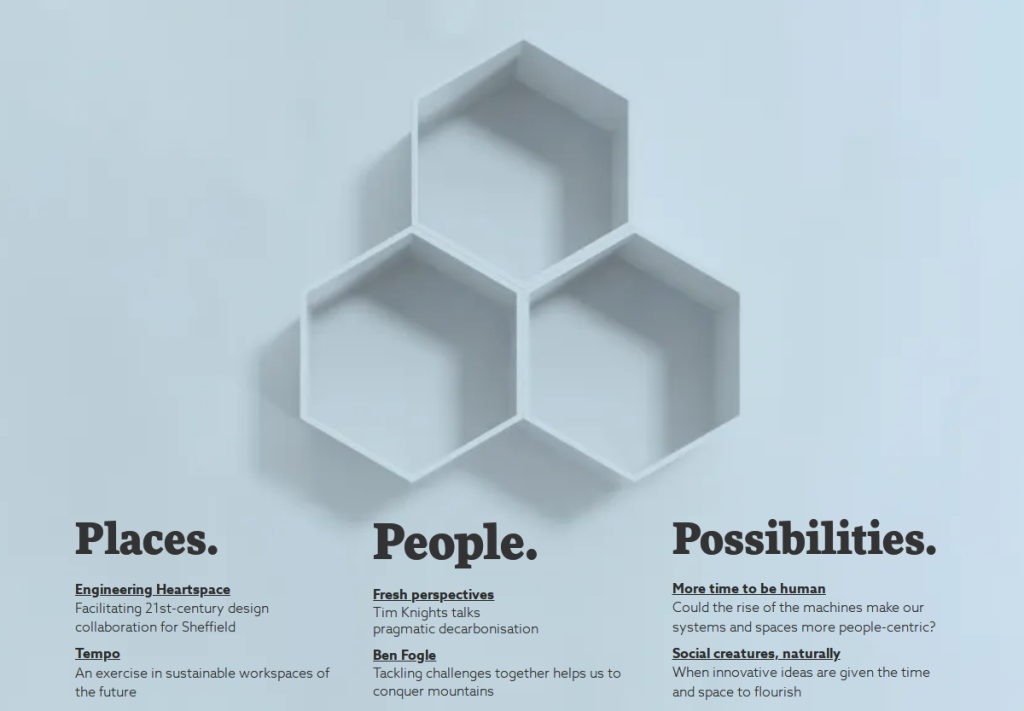 Places.
Engineering Heartspace
Facilitating 21st-century design
collaboration for Sheffield
Tempo
An exercise in sustainable workspaces of
the future
People.
Fresh perspectives
Tim Knights talks
pragmatic decarbonisation
Ben Fogle
Tackling challenges together helps us to
conquer mountains
Possibilities.
More time to be human
Could the rise of the machines make our
systems and spaces more people-centric?
Social creatures, naturally
When innovative ideas are given the time
and space to flourish